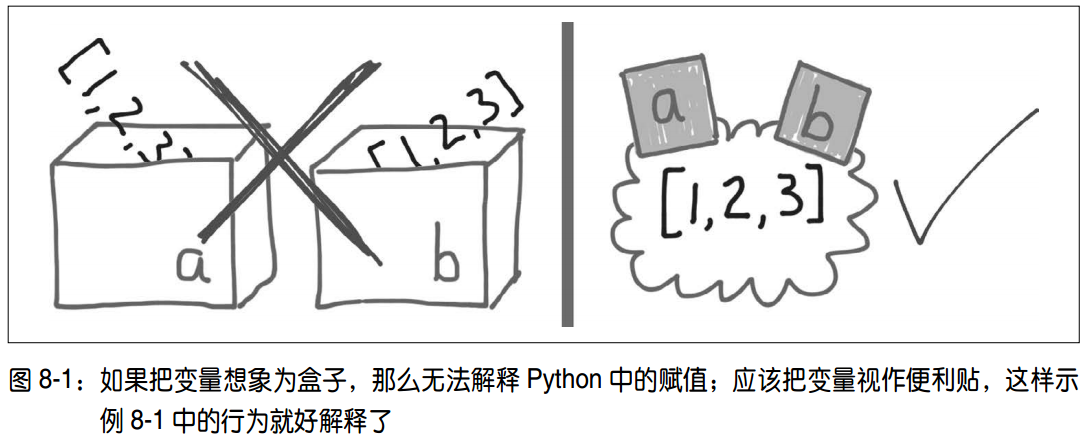 [1,2,3]
a
[1,2,3]
b
a
b
[1,2,3]
图 8-1：如果把变量想象为盒子，那么无法解释 Python 中的赋值；应该把变量视作便利贴，这样示
例 8-1 中的行为就好解释了